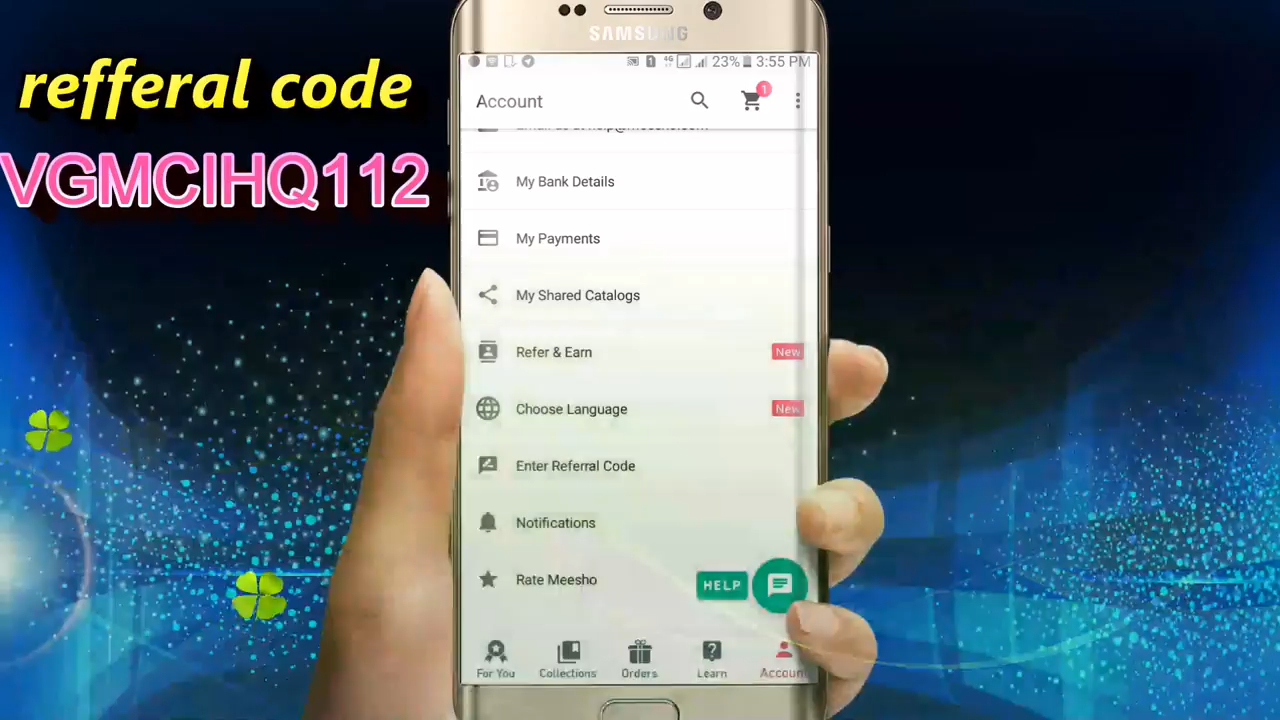 refferal code
VGMCIHQ112
SAMSUNG
4G 23% 3:55 PM
Account
1
My Bank Details
My Payments
My Shared Catalogs
Refer & Earn
New
Choose Language
New
Enter Referral Code
Notifications
Rate Meesho
HELP
For You
Collections
Orders
Learn
Account